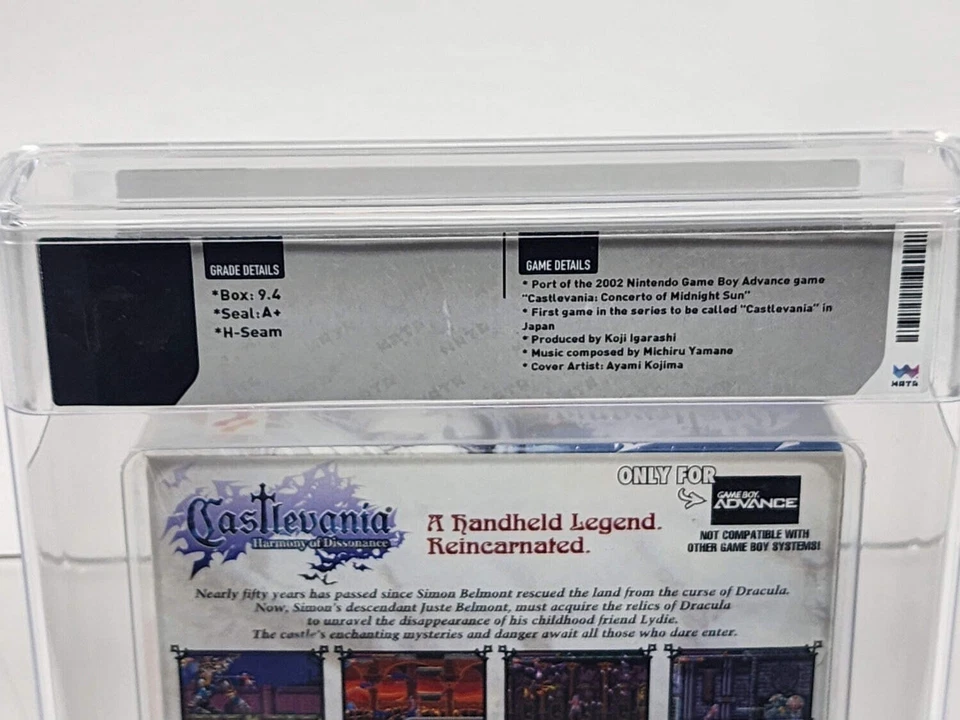 GRADE DETAILS
*Box: 9.4
*Seal: A+
*H-Seam
GAME DETAILS
* Port of the 2002 Nintendo Game Boy Advance game
"Castlevania: Concerto of Midnight Sun"
* First game in the series to be called "Castlevania" in
Japan
* Produced by Koji Igarashi
* Music composed by Michiru Yamane
* Cover Artist: Ayami Kojima
WATA
Castlevania
Harmony of Dissonance
A Handheld Legend.
Reincarnated.
ONLY FOR
GAME BOY
ADVANCE
NOT COMPATIBLE WITH
OTHER GAME BOY SYSTEMS!
Nearly fifty years has passed since Simon Belmont rescued the land from the curse of Dracula.
Now, Simon's descendant Juste Belmont, must acquire the relics of Dracula
to unravel the disappearance of his childhood friend Lydie.
The castle's enchanting mysteries and danger await all those who dare enter.